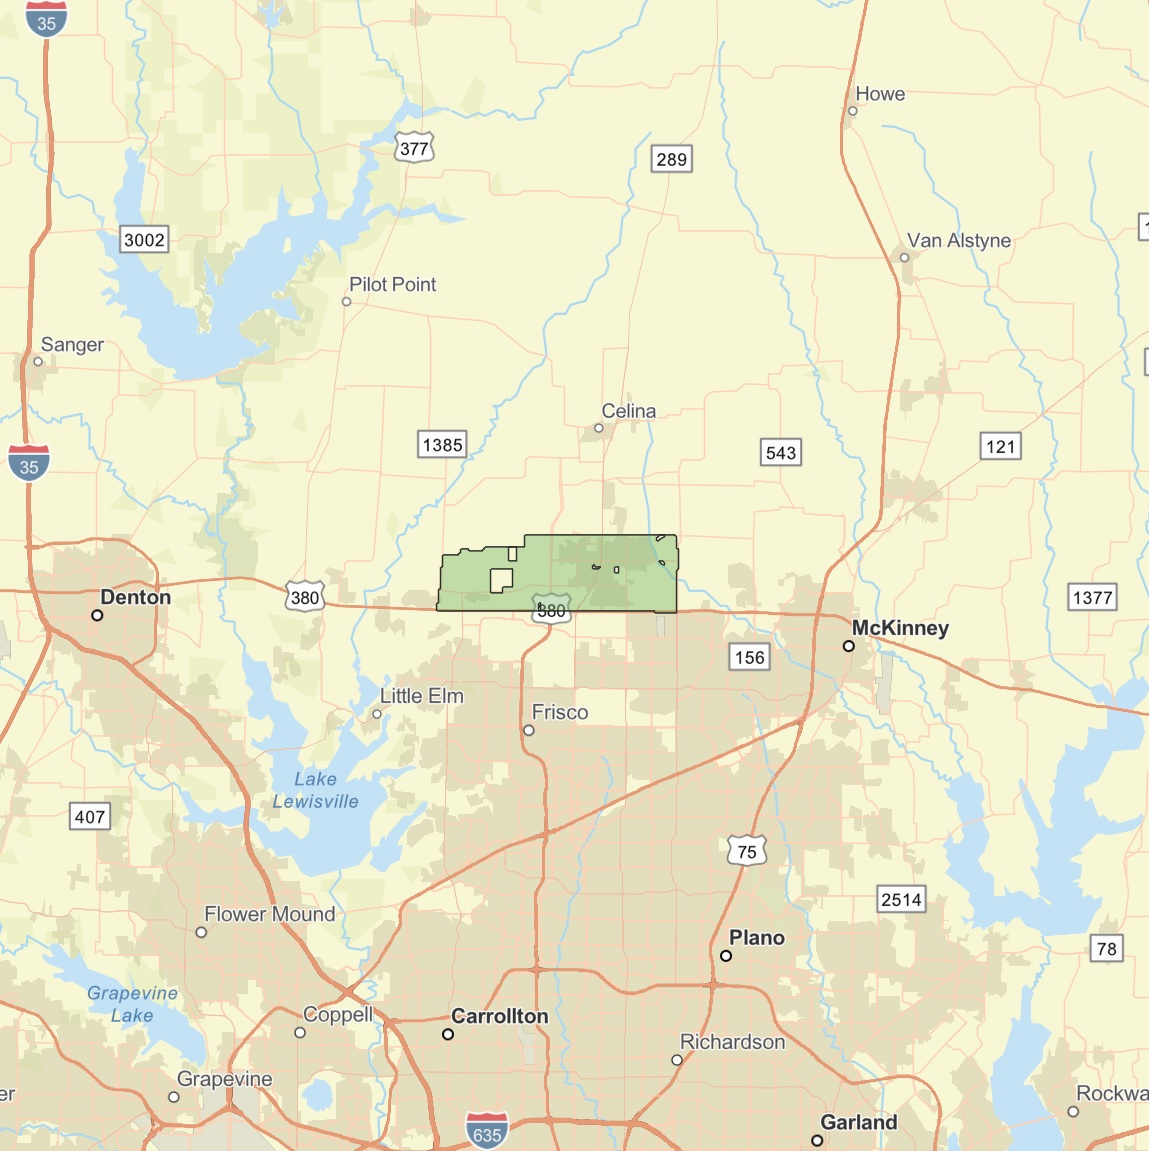 35
Howe
377
289
3002
Van Alstyne
Pilot Point
Sanger
Celina
1385
543
121
35
380
Denton
380
1377
McKinney
156
Little Elm
Frisco
Lake
Lewisville
407
75
2514
Flower Mound
Plano
78
Grapevine
Lake
Coppell
Carrollton
Richardson
Grapevine
er
Rockwa
Garland
635